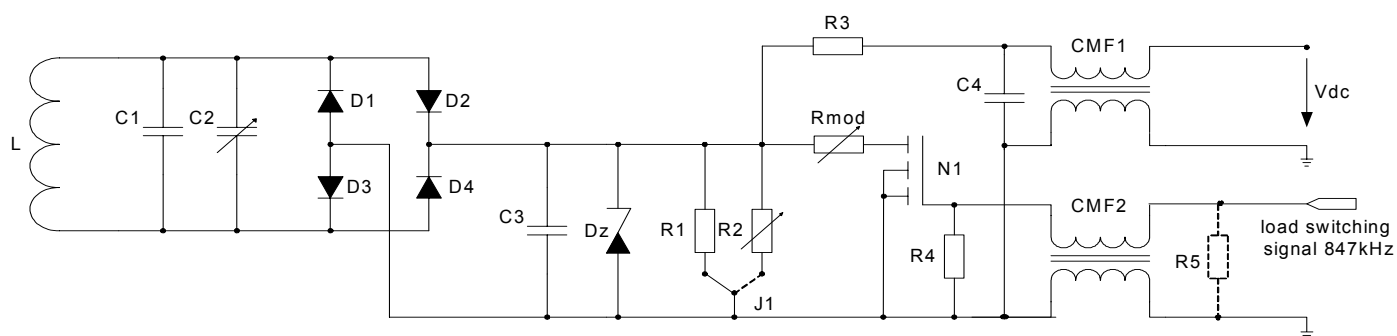 R3
CMF1
D1
D2
C4
C1
C2
Vdc
Rmod
L
N1
D3
D4
CMF2
C3
Dz
R1
R2
R4
R5
load switching
signal 847kHz
J1